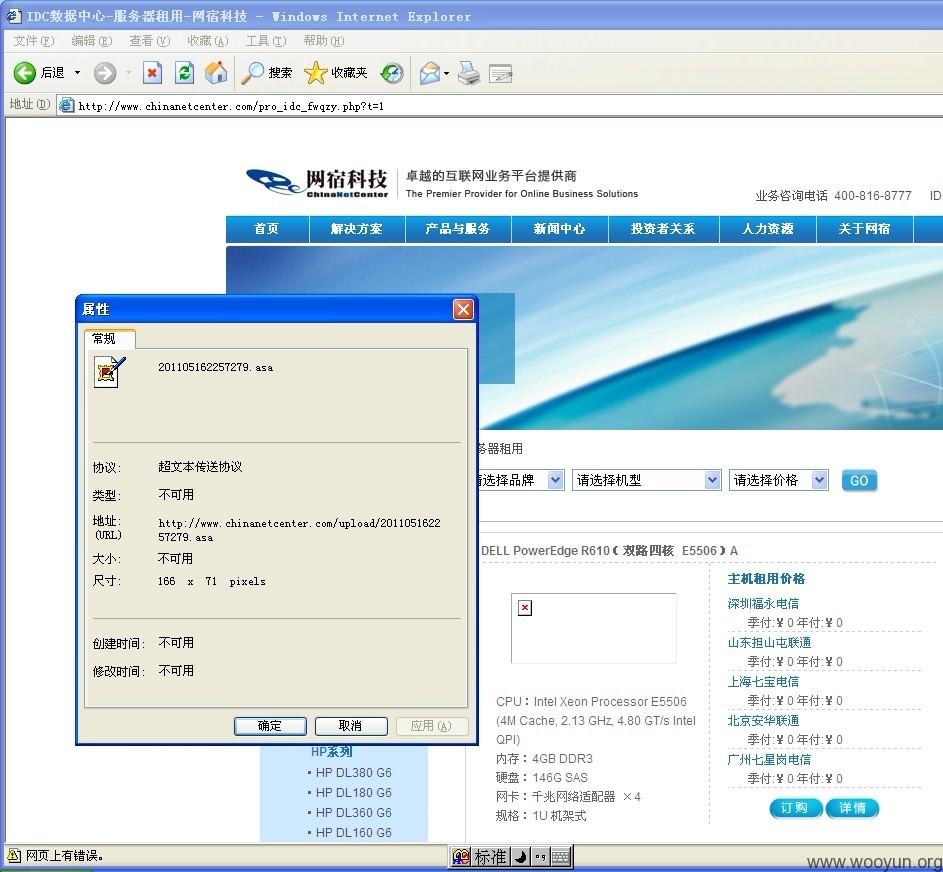 IDC数据中心-服务器租用-网宿科技 - Windows Internet Explorer
文件(F) 编辑(E) 查看(V) 收藏(A) 工具(T) 帮助(H)
后退 搜索 收藏夹
地址(D) http://www.chinanetcenter.com/pro_idc_fwqzy.php?t=1
网宿科技
ChinaNetCenter
卓越的互联网业务平台提供商
The Premier Provider for Online Business Solutions
业务咨询电话 400-816-8777 ID
首页 解决方案 产品与服务 新闻中心 投资者关系 人力资源 关于网宿
属性
常规
201105162257279.asa
协议: 超文本传送协议
类型: 不可用
地址: (URL) http://www.chinanetcenter.com/upload/2011051622
57279.asa
大小: 不可用
尺寸: 166 x 71 pixels
创建时间: 不可用
修改时间: 不可用
确定 取消 应用(A)
务器租用
请选择品牌 请选择机型 请选择价格 GO
DELL PowerEdge R610( 双路四核 E5506 ) A
CPU：Intel Xeon Processor E5506
(4M Cache, 2.13 GHz, 4.80 GT/s Intel
QPI)
内存：4GB DDR3
硬盘：146G SAS
网卡：千兆网络适配器 ×4
规格：1U 机架式
主机租用价格
深圳福永电信
季付:¥ 0 年付:¥ 0
山东担山屯联通
季付:¥ 0 年付:¥ 0
上海七宝电信
季付:¥ 0 年付:¥ 0
北京安华联通
季付:¥ 0 年付:¥ 0
广州七星岗电信
季付:¥ 0 年付:¥ 0
订购 详情
HP系列
HP DL380 G6
HP DL180 G6
HP DL360 G6
HP DL160 G6
网页上有错误。
标准
www.wooyun.org